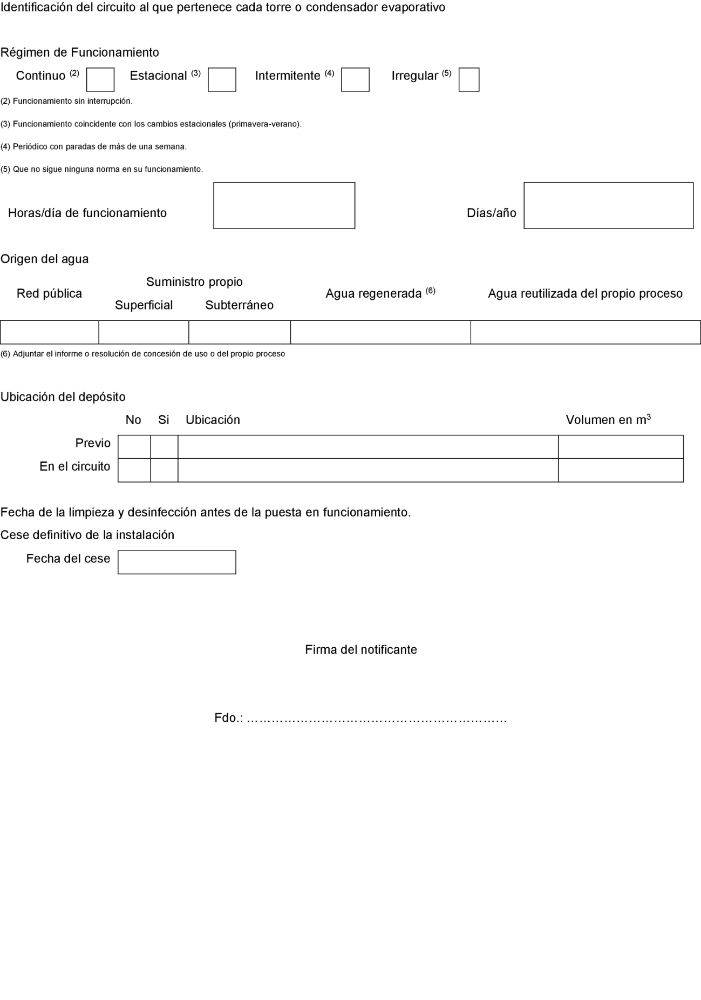 Identificación del circuito al que pertenece cada torre o condensador evaporativo
Régimen de Funcionamiento
Continuo (2) Estacional (3) Intermitente (4) Irregular (5)
(2) Funcionamiento sin interrupción.
(3) Funcionamiento coincidente con los cambios estacionales (primavera-verano).
(4) Periódico con paradas de más de una semana.
(5) Que no sigue ninguna norma en su funcionamiento.
Horas/día de funcionamiento Días/año
Origen del agua
Red pública Suministro propio Agua regenerada (6) Agua reutilizada del propio proceso
Superficial Subterráneo
(6) Adjuntar el informe o resolución de concesión de uso o del propio proceso
Ubicación del depósito
No Si Ubicación Volumen en m3
Previo
En el circuito
Fecha de la limpieza y desinfección antes de la puesta en funcionamiento.
Cese definitivo de la instalación
Fecha del cese
Firma del notificante
Fdo.: ………………………………………………………